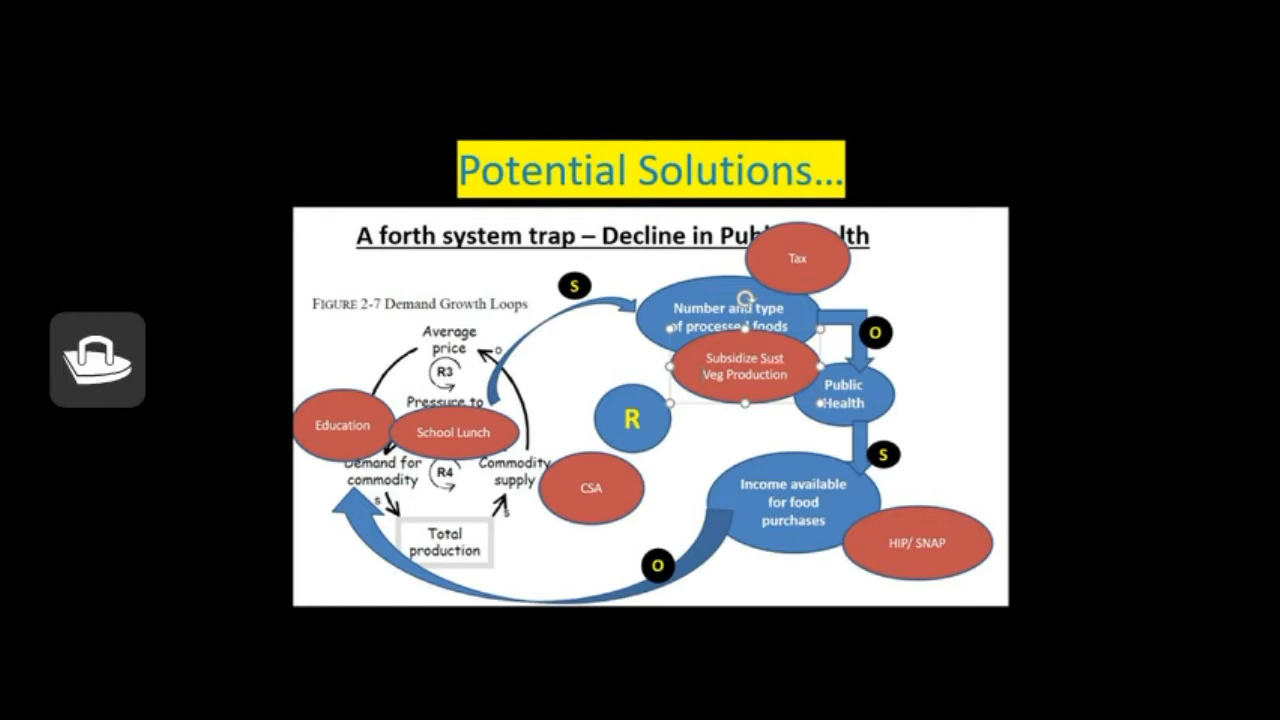 Potential Solutions...
A forth system trap – Decline in Pub lth
Tax
S
FIGURE 2-7 Demand Growth Loops
Number and type
of processed foods
O
Average
price
o
R3
Subsidize Sust
Veg Production
Public
Health
Pressure to
Education
School Lunch
R
S
Demand for
commodity
R4
Commodity
supply
CSA
Income available
for food
purchases
s
s
Total
production
HIP/ SNAP
O